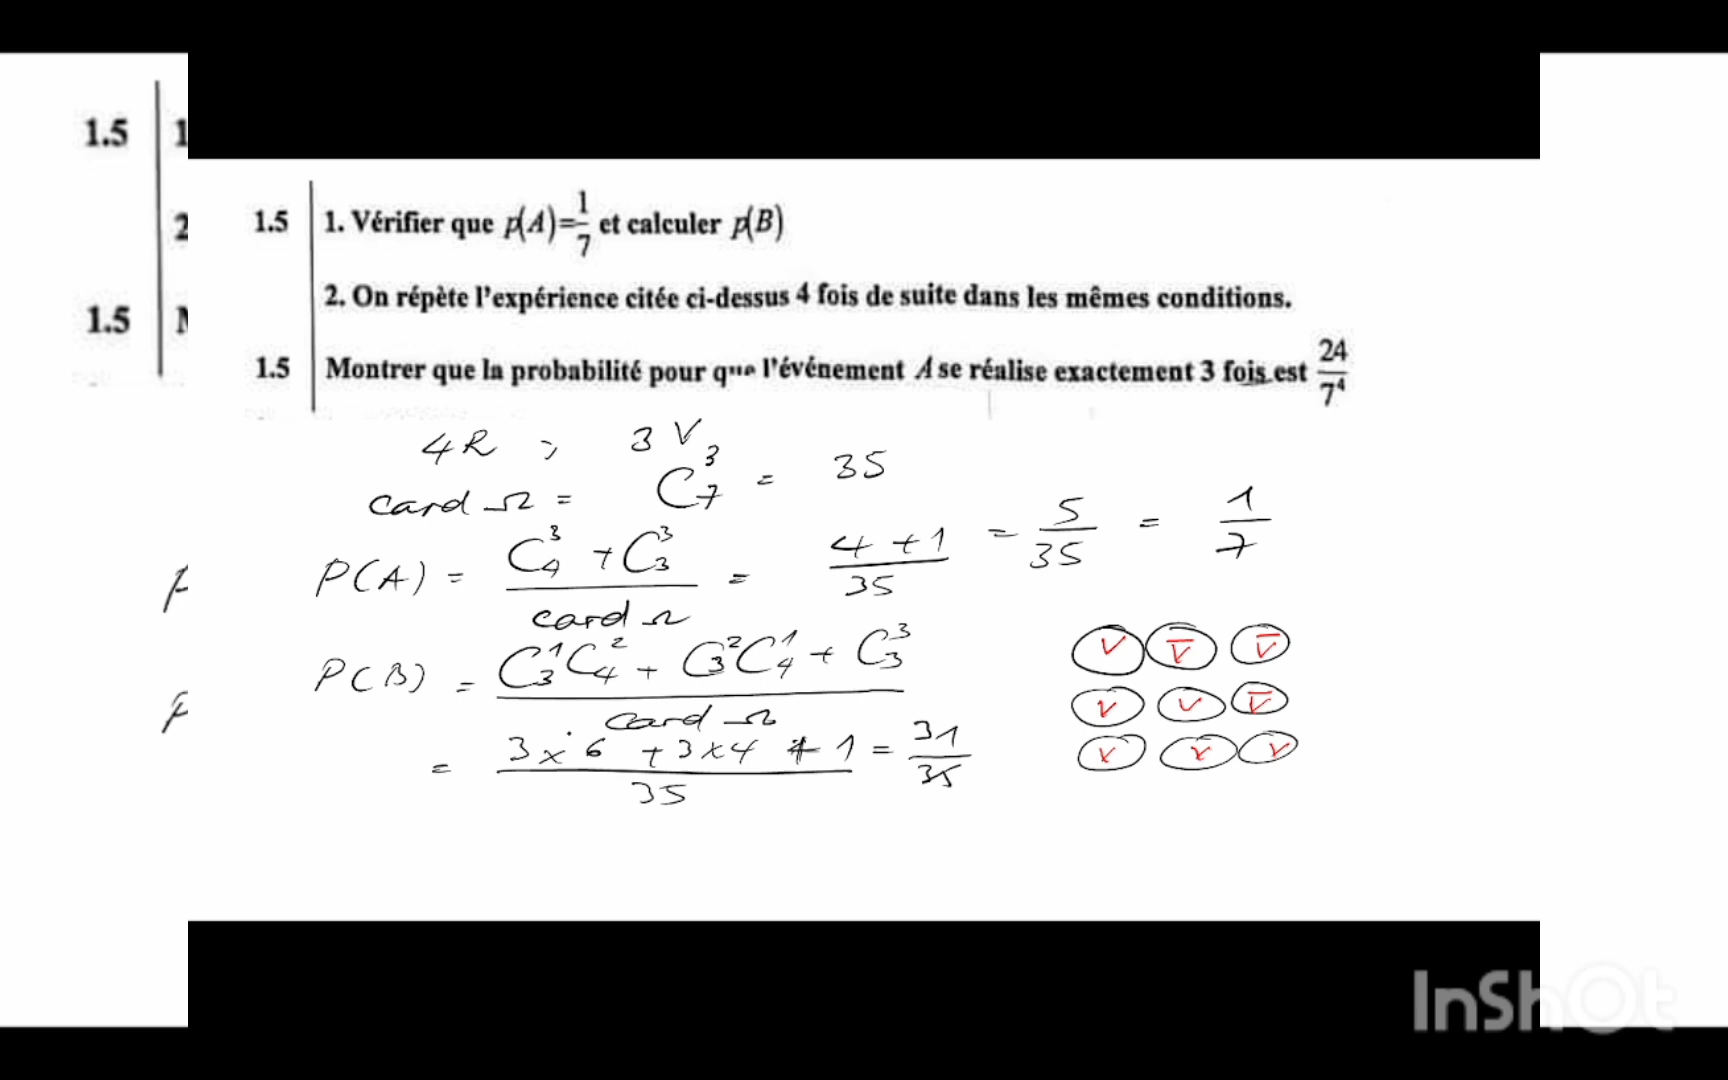 1.5 1
2
1.5
1.5 1. Vérifier que p(A)=1/7 et calculer p(B)
2. On répète l'expérience citée ci-dessus 4 fois de suite dans les mêmes conditions.
1.5 Montrer que la probabilité pour que l'événement A se réalise exactement 3 fois est 24/7⁴
4R ; 3V
card Ω = C₇³ = 35
P(A) = (C₄³ + C₃³)/card Ω = (4+1)/35 = 5/35 = 1/7
P(B) = (C₃¹C₄² + C₃²C₄¹ + C₃³)/card Ω
= (3×6 + 3×4 + 1)/35 = 31/35
V V̅ V̅
V V V̅
V V V
InShOt